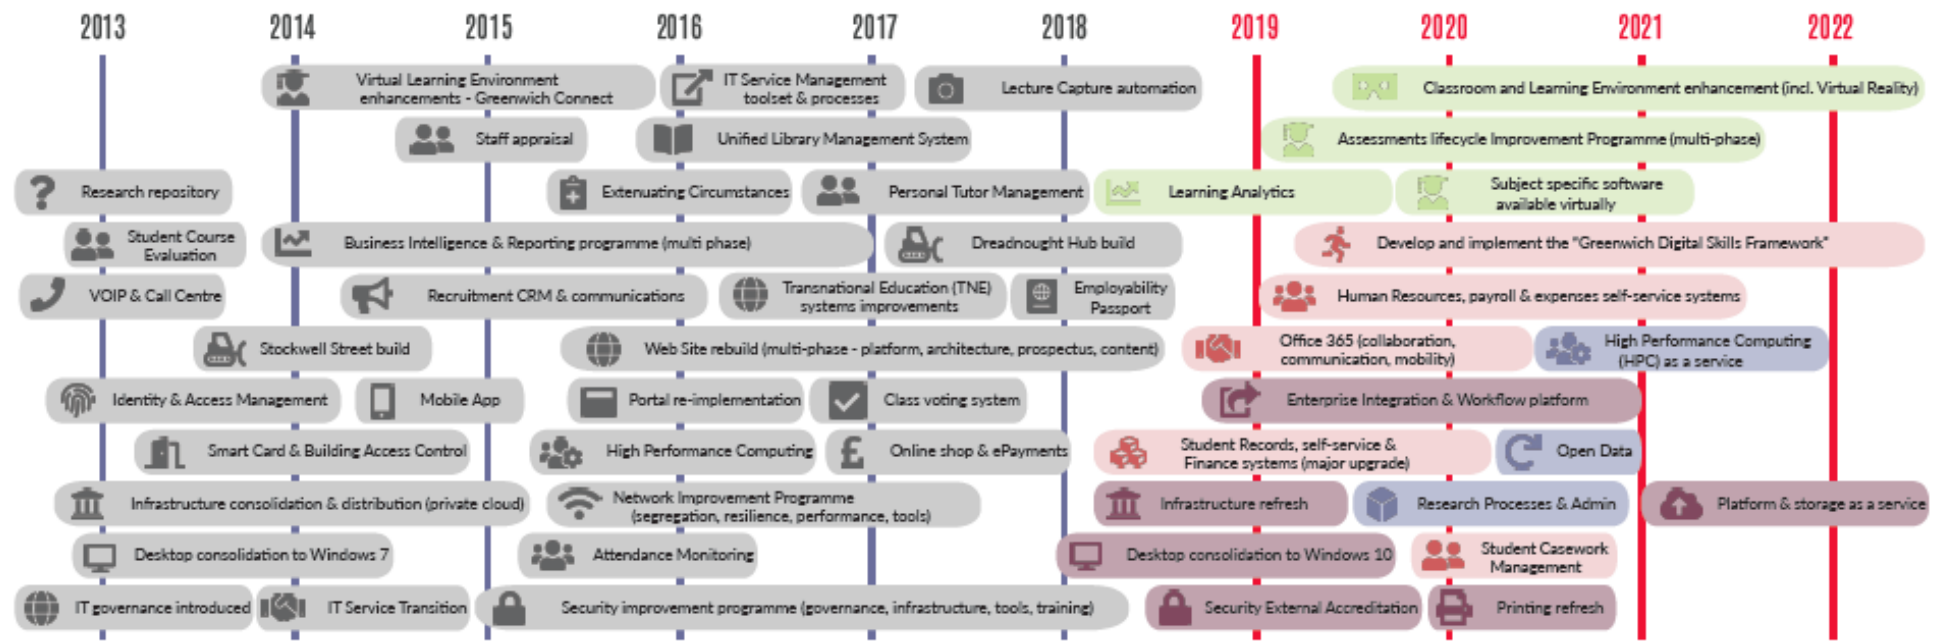 2013 2014 2015 2016 2017 2018 2019 2020 2021 2022
Virtual Learning Environment
enhancements - Greenwich Connect
IT Service Management
toolset & processes
Lecture Capture automation
Classroom and Learning Environment enhancement (incl. Virtual Reality)
Staff appraisal
Unified Library Management System
Assessments lifecycle Improvement Programme (multi-phase)
Research repository
Extenuating Circumstances
Personal Tutor Management
Learning Analytics
Subject specific software
available virtually
Student Course
Evaluation
Business Intelligence & Reporting programme (multi phase)
Dreadnought Hub build
Develop and implement the "Greenwich Digital Skills Framework"
VOIP & Call Centre
Recruitment CRM & communications
Transnational Education (TNE)
systems improvements
Employability
Passport
Human Resources, payroll & expenses self-service systems
Stockwell Street build
Web Site rebuild (multi-phase - platform, architecture, prospectus, content)
Office 365 (collaboration,
communication, mobility)
High Performance Computing
(HPC) as a service
Identity & Access Management
Mobile App
Portal re-implementation
Class voting system
Enterprise Integration & Workflow platform
Smart Card & Building Access Control
High Performance Computing
£
Online shop & ePayments
Student Records, self-service &
Finance systems (major upgrade)
Open Data
Infrastructure consolidation & distribution (private cloud)
Network Improvement Programme
(segregation, resilience, performance, tools)
Infrastructure refresh
Research Processes & Admin
Platform & storage as a service
Desktop consolidation to Windows 7
Attendance Monitoring
Desktop consolidation to Windows 10
Student Casework
Management
IT governance introduced
IT Service Transition
Security improvement programme (governance, infrastructure, tools, training)
Security External Accreditation
Printing refresh